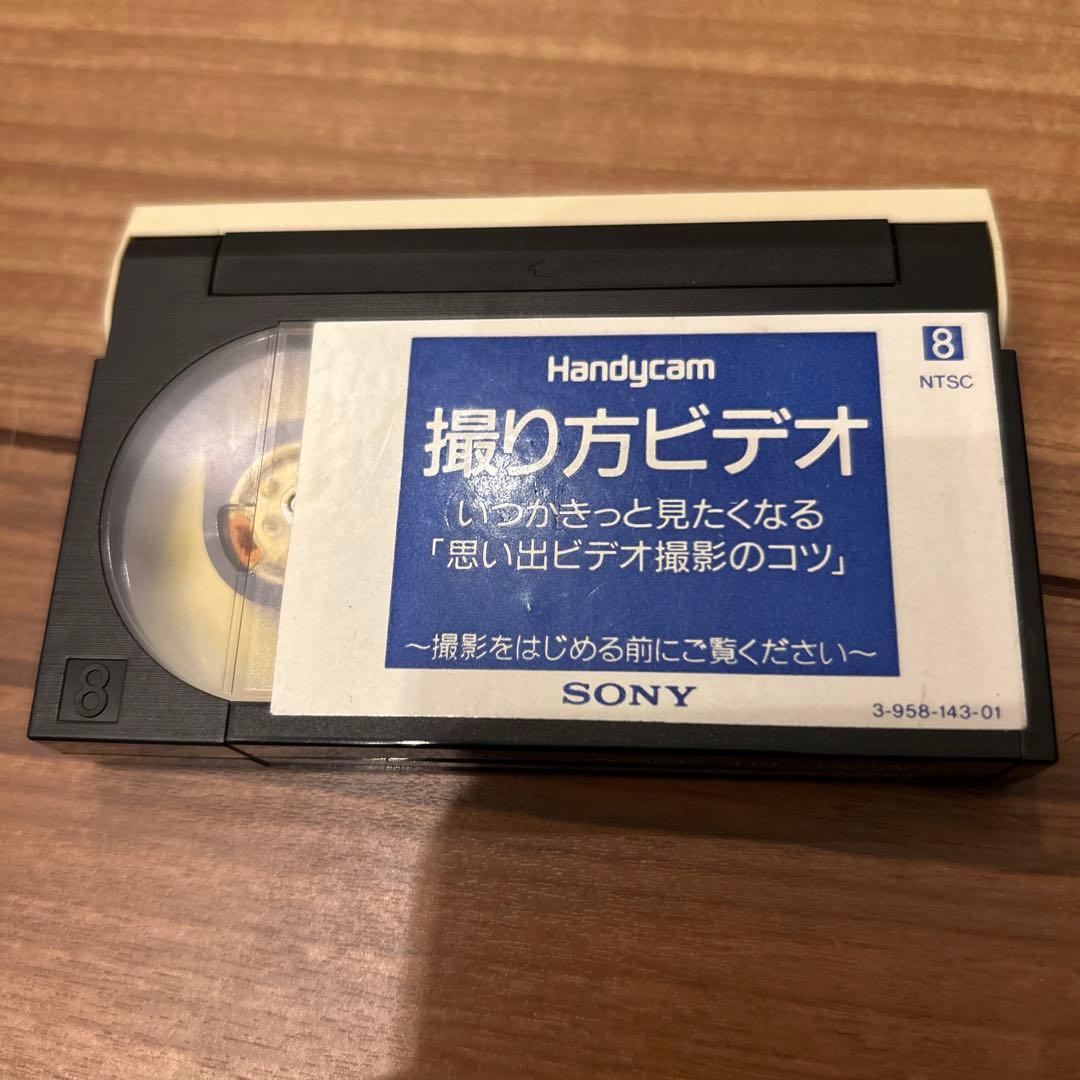 8
NTSC
Handycam
撮り方ビデオ
いつかきっと見たくなる
「思い出ビデオ撮影のコツ」
〜撮影をはじめる前にご覧ください〜
SONY
3-958-143-01
8